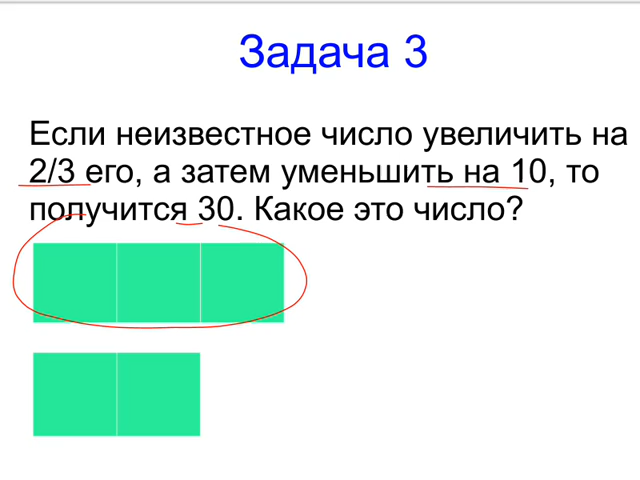 Задача 3
Если неизвестное число увеличить на
2/3 его, а затем уменьшить на 10, то
получится 30. Какое это число?